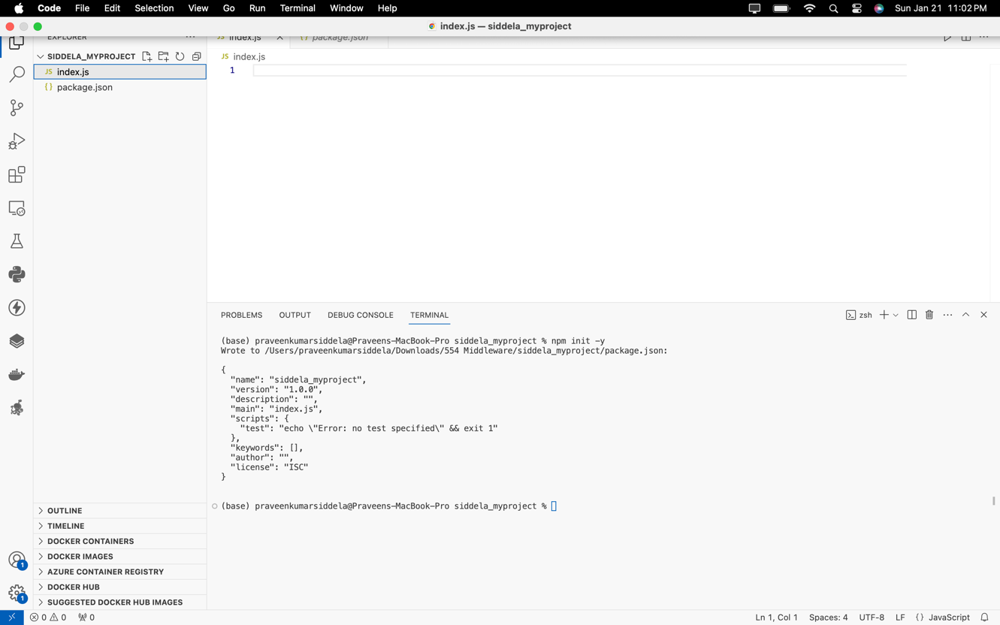 Code File Edit Selection View Go Run Terminal Window Help Sun Jan 21 11:02 PM
index.js — siddela_myproject
EXPLORER
JS index.js {} package.json
SIDDELA_MYPROJECT
JS index.js
JS index.js
1
{} package.json
PROBLEMS OUTPUT DEBUG CONSOLE TERMINAL zsh
(base) praveenkumarsiddela@Praveens-MacBook-Pro siddela_myproject % npm init -y
Wrote to /Users/praveenkumarsiddela/Downloads/554 Middleware/siddela_myproject/package.json:
{
"name": "siddela_myproject",
"version": "1.0.0",
"description": "",
"main": "index.js",
"scripts": {
"test": "echo \"Error: no test specified\" && exit 1"
},
"keywords": [],
"author": "",
"license": "ISC"
}
(base) praveenkumarsiddela@Praveens-MacBook-Pro siddela_myproject %
OUTLINE
TIMELINE
DOCKER CONTAINERS
DOCKER IMAGES
AZURE CONTAINER REGISTRY
DOCKER HUB
SUGGESTED DOCKER HUB IMAGES
1
1
0 0 0 Ln 1, Col 1 Spaces: 4 UTF-8 LF {} JavaScript